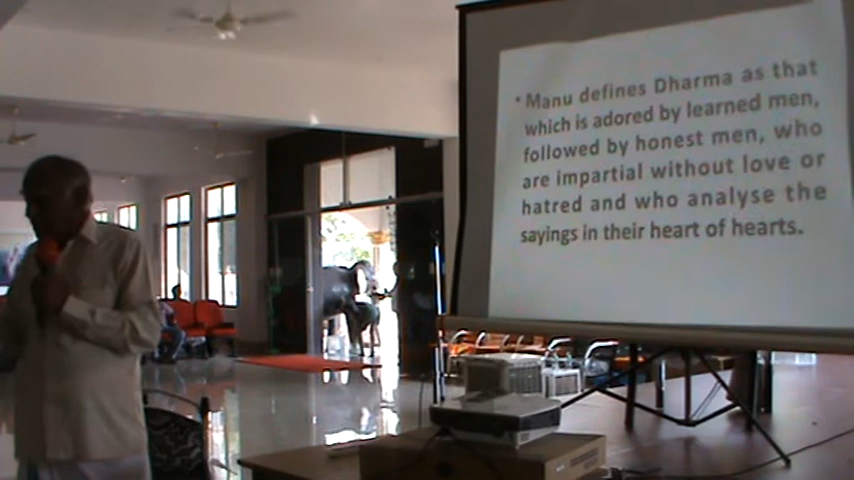 • Manu defines Dharma as that
which is adored by learned men,
followed by honest men, who
are impartial without love or
hatred and who analyse the
sayings in their heart of hearts.